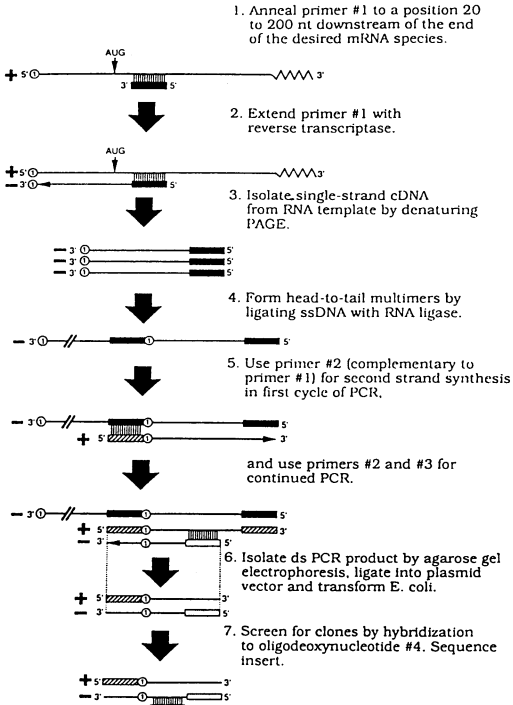 1. Anneal primer #1 to a position 20
to 200 nt downstream of the end
of the desired mRNA species.
AUG
+ 5' 1 3'
3' 5'
2. Extend primer #1 with
reverse transcriptase.
AUG
+ 5' 1 3'
− 3' 1 5'
3. Isolate single-strand cDNA
from RNA template by denaturing
PAGE.
− 3' 1 5'
− 3' 1 5'
− 3' 1 5'
4. Form head-to-tail multimers by
ligating ssDNA with RNA ligase.
− 3' 1 1 5'
5. Use primer #2 (complementary to
primer #1) for second strand synthesis
in first cycle of PCR,
− 3' 1 1 5'
+ 5' 1 3'
and use primers #2 and #3 for
continued PCR.
− 3' 1 1 5'
+ 5' 1 3'
− 3' 1 5'
6. Isolate ds PCR product by agarose gel
electrophoresis, ligate into plasmid
vector and transform E. coli.
+ 5' 1 3'
− 3' 1 5'
7. Screen for clones by hybridization
to oligodeoxynucleotide #4. Sequence
insert.
+ 5' 1 3'
− 3' 1 5'